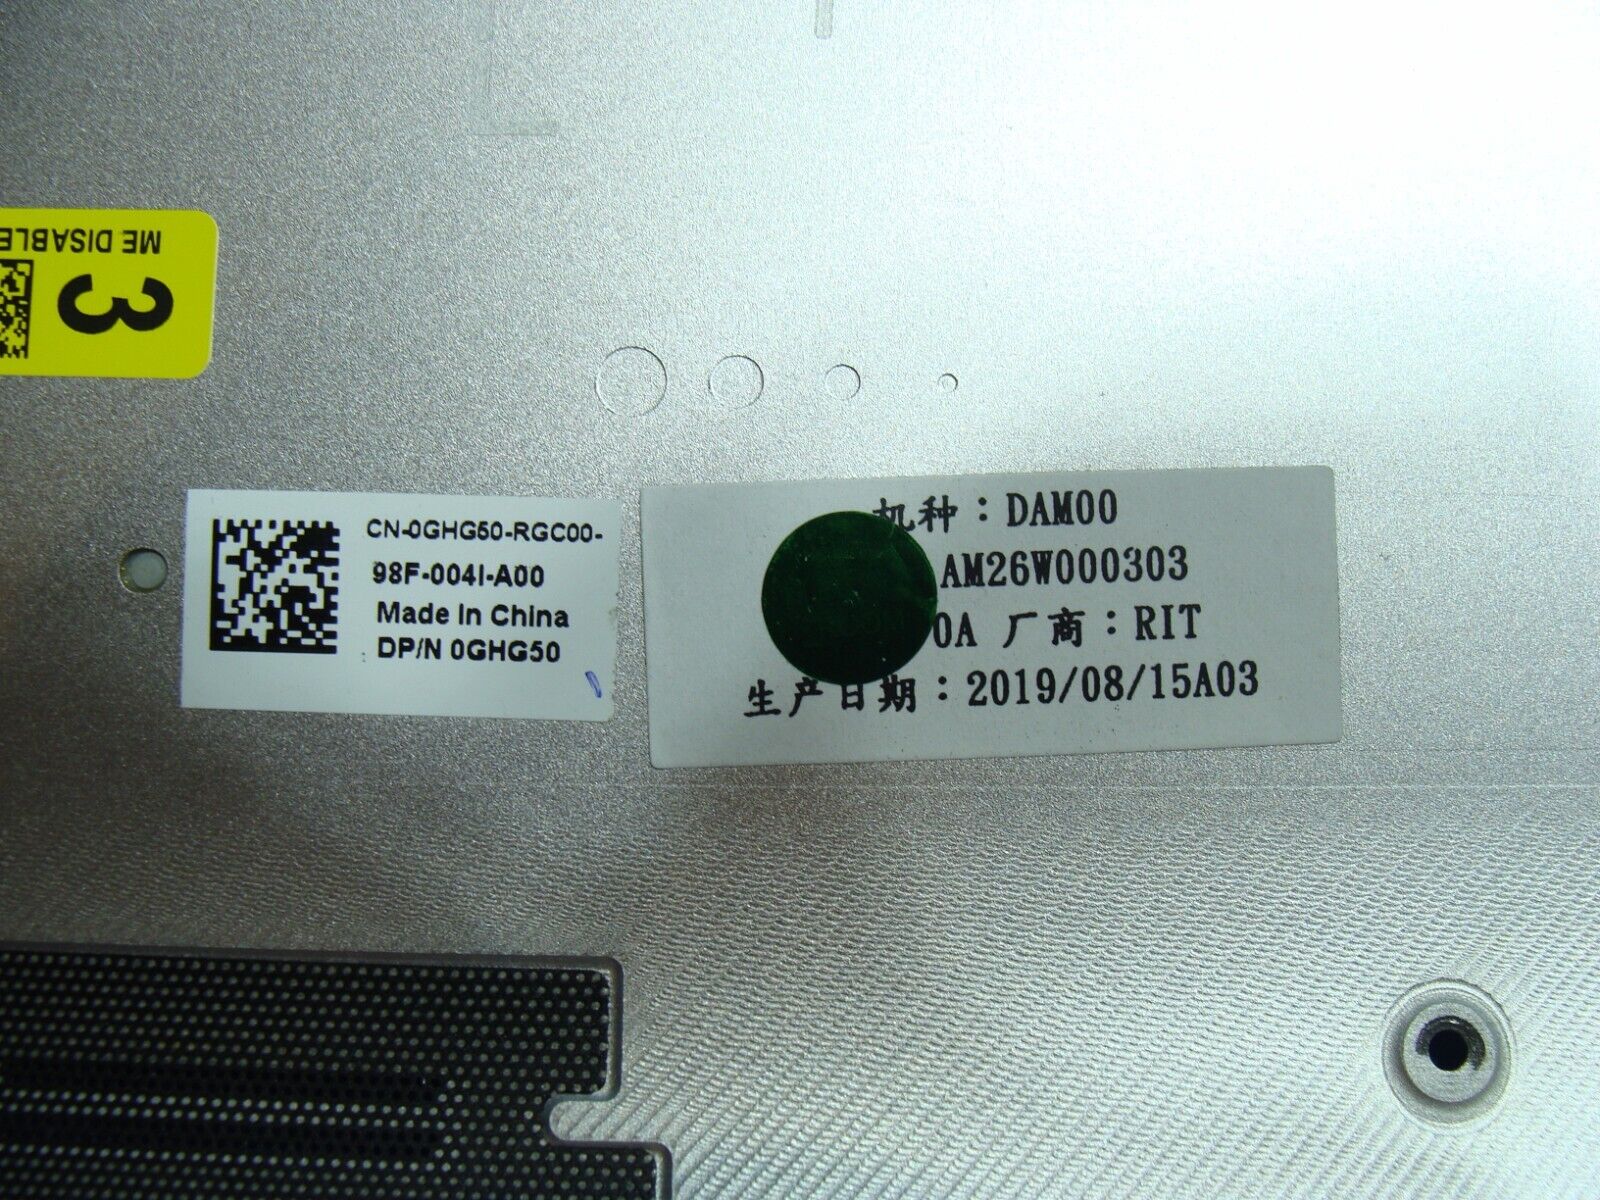 ME DISABLE
3
CN-0GHG50-RGC00-
98F-004I-A00
Made In China
DP/N 0GHG50
机种：DAM00
AM26W000303
0A 厂商：RIT
生产日期：2019/08/15A03